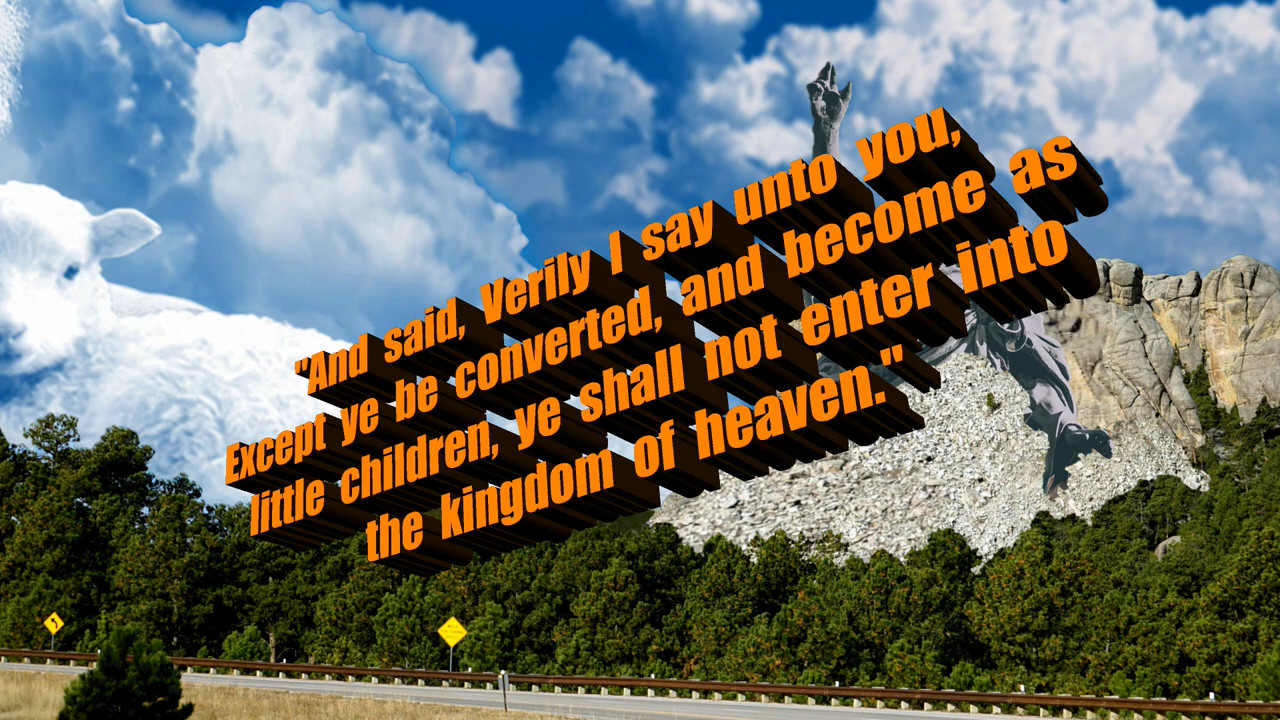 "And said, Verily I say unto you,
Except ye be converted, and become as
little children, ye shall not enter into
the kingdom of heaven."